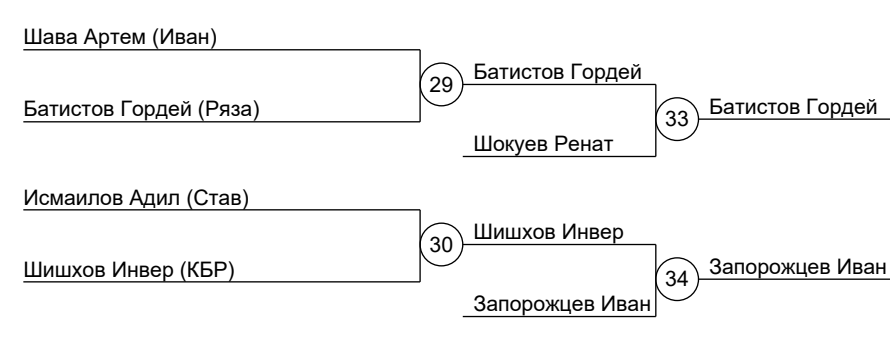 Шава Артем (Иван)
Батистов Гордей (Ряза)
29
Батистов Гордей
Шокуев Ренат
33
Батистов Гордей
Исмаилов Адил (Став)
Шишхов Инвер (КБР)
30
Шишхов Инвер
Запорожцев Иван
34
Запорожцев Иван